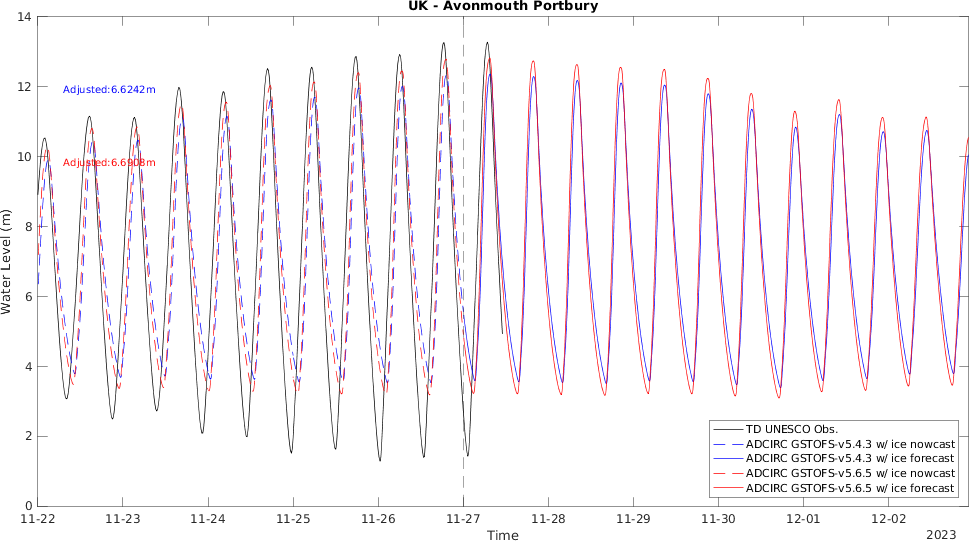 UK - Avonmouth Portbury
14
12
10
8
6
4
2
0
Water Level (m)
Adjusted:6.6242m
Adjusted:6.6908m
TD UNESCO Obs.
ADCIRC GSTOFS-v5.4.3 w/ ice nowcast
ADCIRC GSTOFS-v5.4.3 w/ ice forecast
ADCIRC GSTOFS-v5.6.5 w/ ice nowcast
ADCIRC GSTOFS-v5.6.5 w/ ice forecast
11-22 11-23 11-24 11-25 11-26 11-27 11-28 11-29 11-30 12-01 12-02
Time
2023